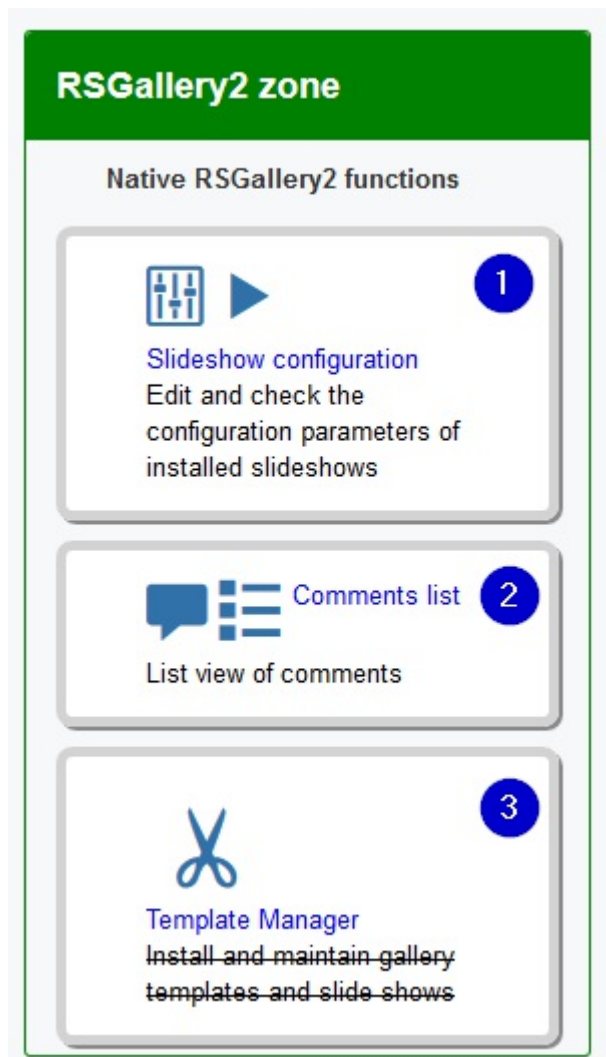 RSGallery2 zone
Native RSGallery2 functions
1
Slideshow configuration
Edit and check the
configuration parameters of
installed slideshows
Comments list
2
List view of comments
3
Template Manager
Install and maintain gallery
templates and slide shows